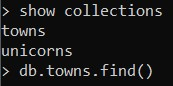 > show collections
towns
unicorns
> db.towns.find()